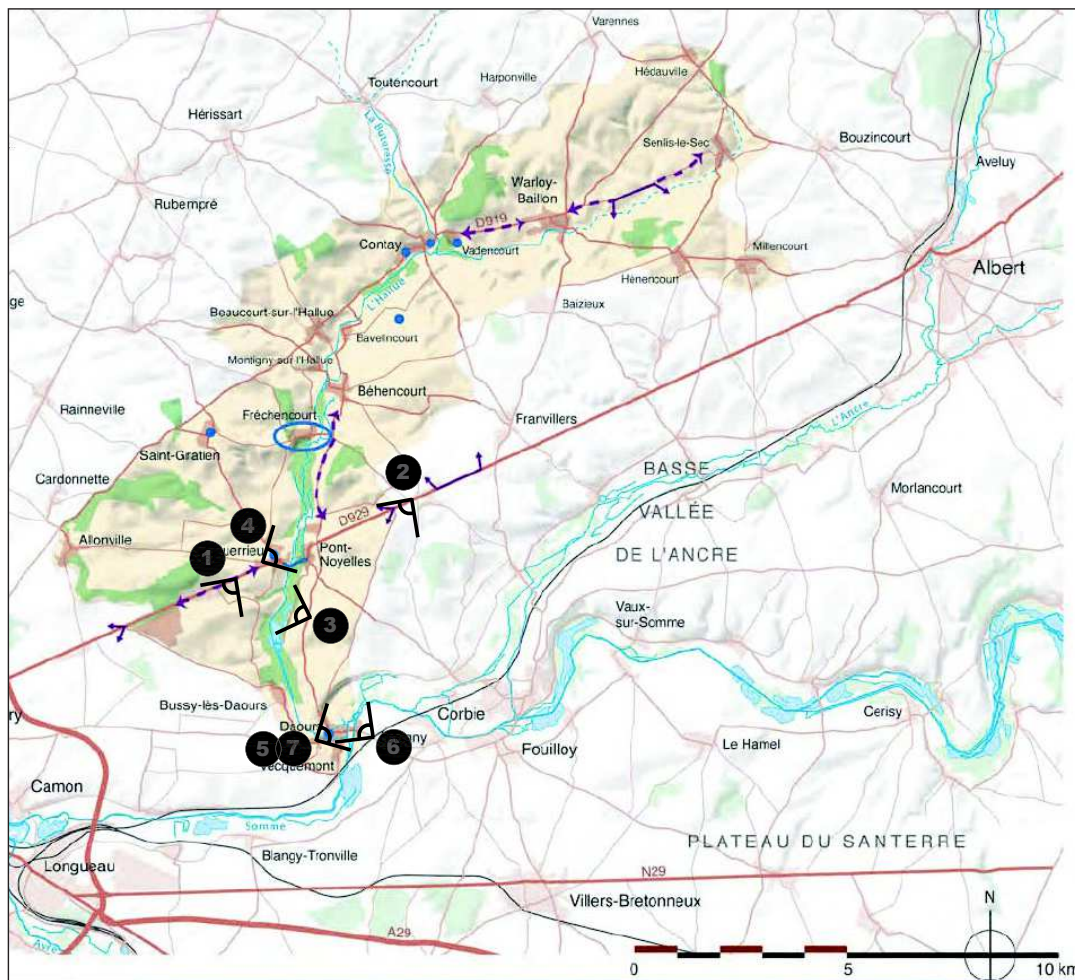 Varennes
Hédauville
Toutencourt
Harponville
Hérissart
La Buturasse
Bouzincourt
Senlis-le-Sec
Aveluy
Warloy-
Baillon
Rubempré
D919
Contay
Vadencourt
Millencourt
Albert
Hénencourt
L'Hallue
Baizieux
Beaucourt-sur-l'Hallue
Bavelincourt
Montigny-sur-l'Hallue
Béhencourt
Rainneville
Fréchencourt
Franvillers
L'Ancre
Saint-Gratien
BASSE
Cardonnette
2
Morlancourt
D929
VALLÉE
4
Allonville
Pont-
Noyelles
DE L'ANCRE
1
3
Vaux-
sur-Somme
Bussy-lès-Daours
Corbie
Cerisy
Daours
5 7
6
Le Hamel
Fouilloy
Vecquemont
Camon
Somme
PLATEAU DU SANTERRE
Blangy-Tronville
Longueau
N29
N
Villers-Bretonneux
A29
Avre
0 5 10 km